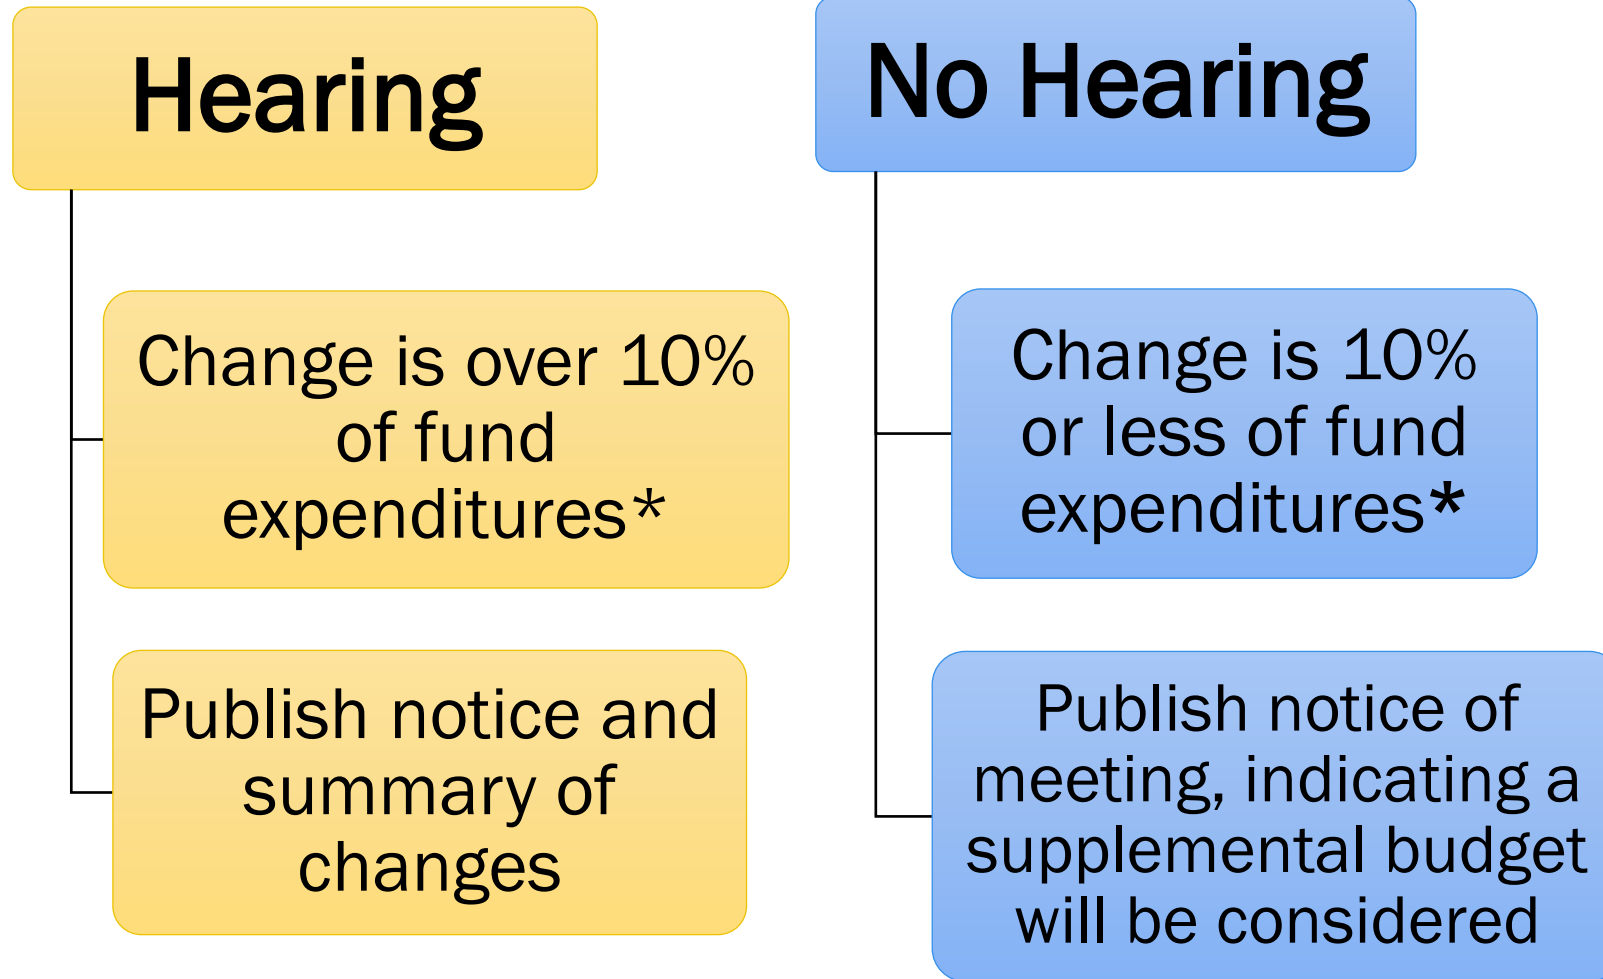 Hearing
Change is over 10%
of fund
expenditures*
Publish notice and
summary of
changes
No Hearing
Change is 10%
or less of fund
expenditures*
Publish notice of
meeting, indicating a
supplemental budget
will be considered